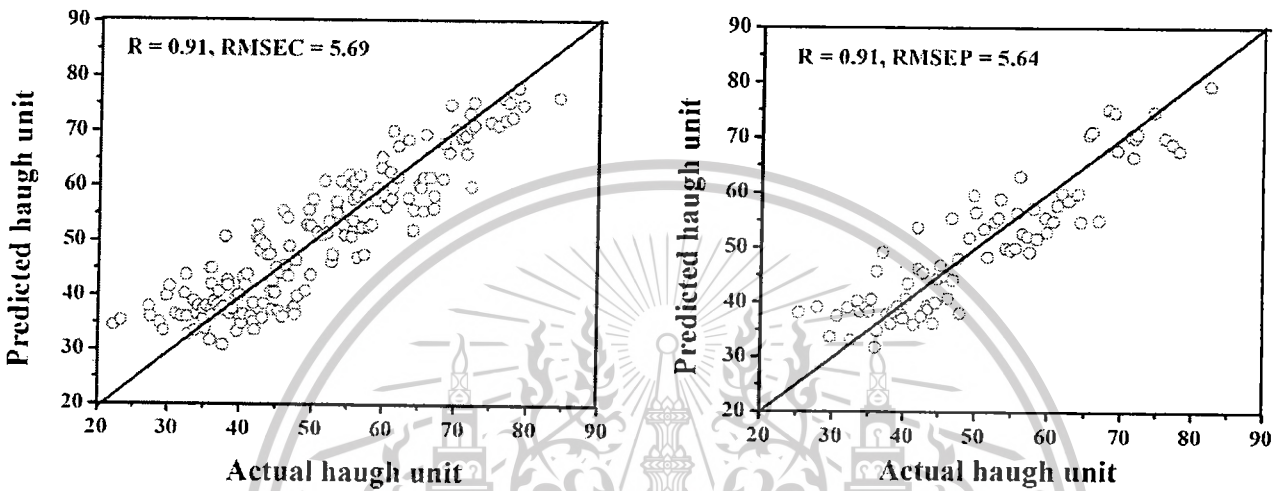 R = 0.91, RMSEC = 5.69
Predicted haugh unit
90
80
70
60
50
40
30
20
20 30 40 50 60 70 80 90
Actual haugh unit
R = 0.91, RMSEP = 5.64
Predicted haugh unit
90
80
70
60
50
40
30
20
20 30 40 50 60 70 80 90
Actual haugh unit